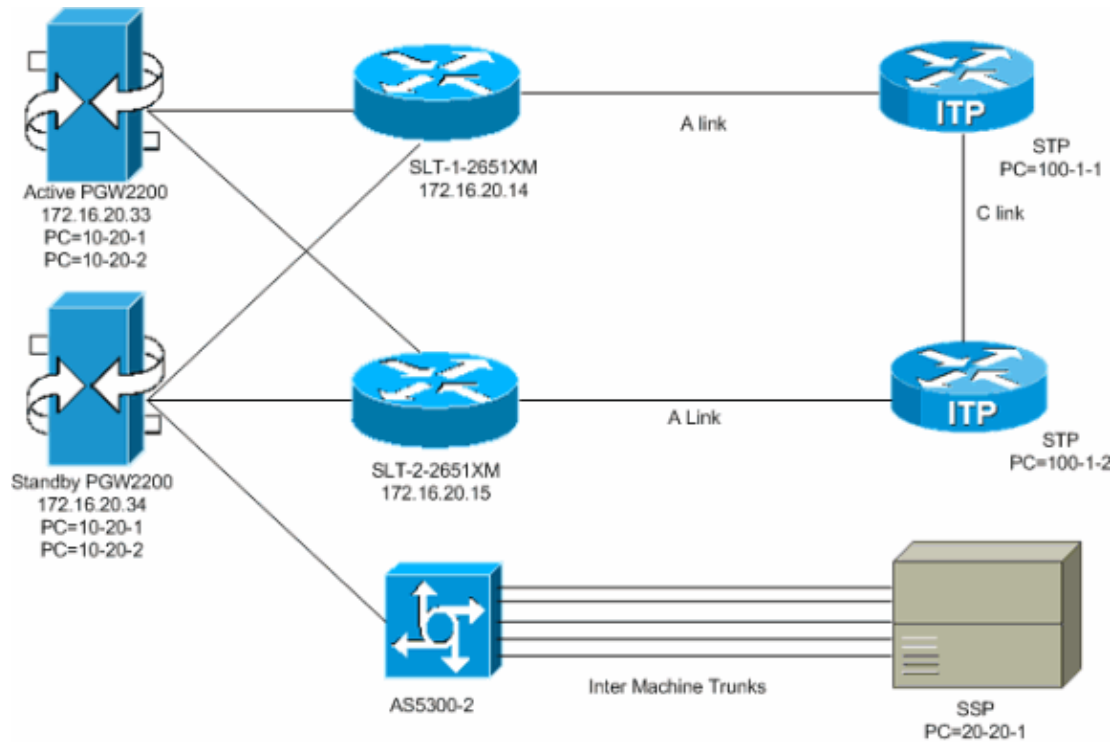 ITP
A link
STP
PC=100-1-1
SLT-1-2651XM
172.16.20.14
Active PGW2200
172.16.20.33
PC=10-20-1
PC=10-20-2
C link
ITP
A Link
STP
PC=100-1-2
SLT-2-2651XM
172.16.20.15
Standby PGW2200
172.16.20.34
PC=10-20-1
PC=10-20-2
Inter Machine Trunks
AS5300-2
SSP
PC=20-20-1